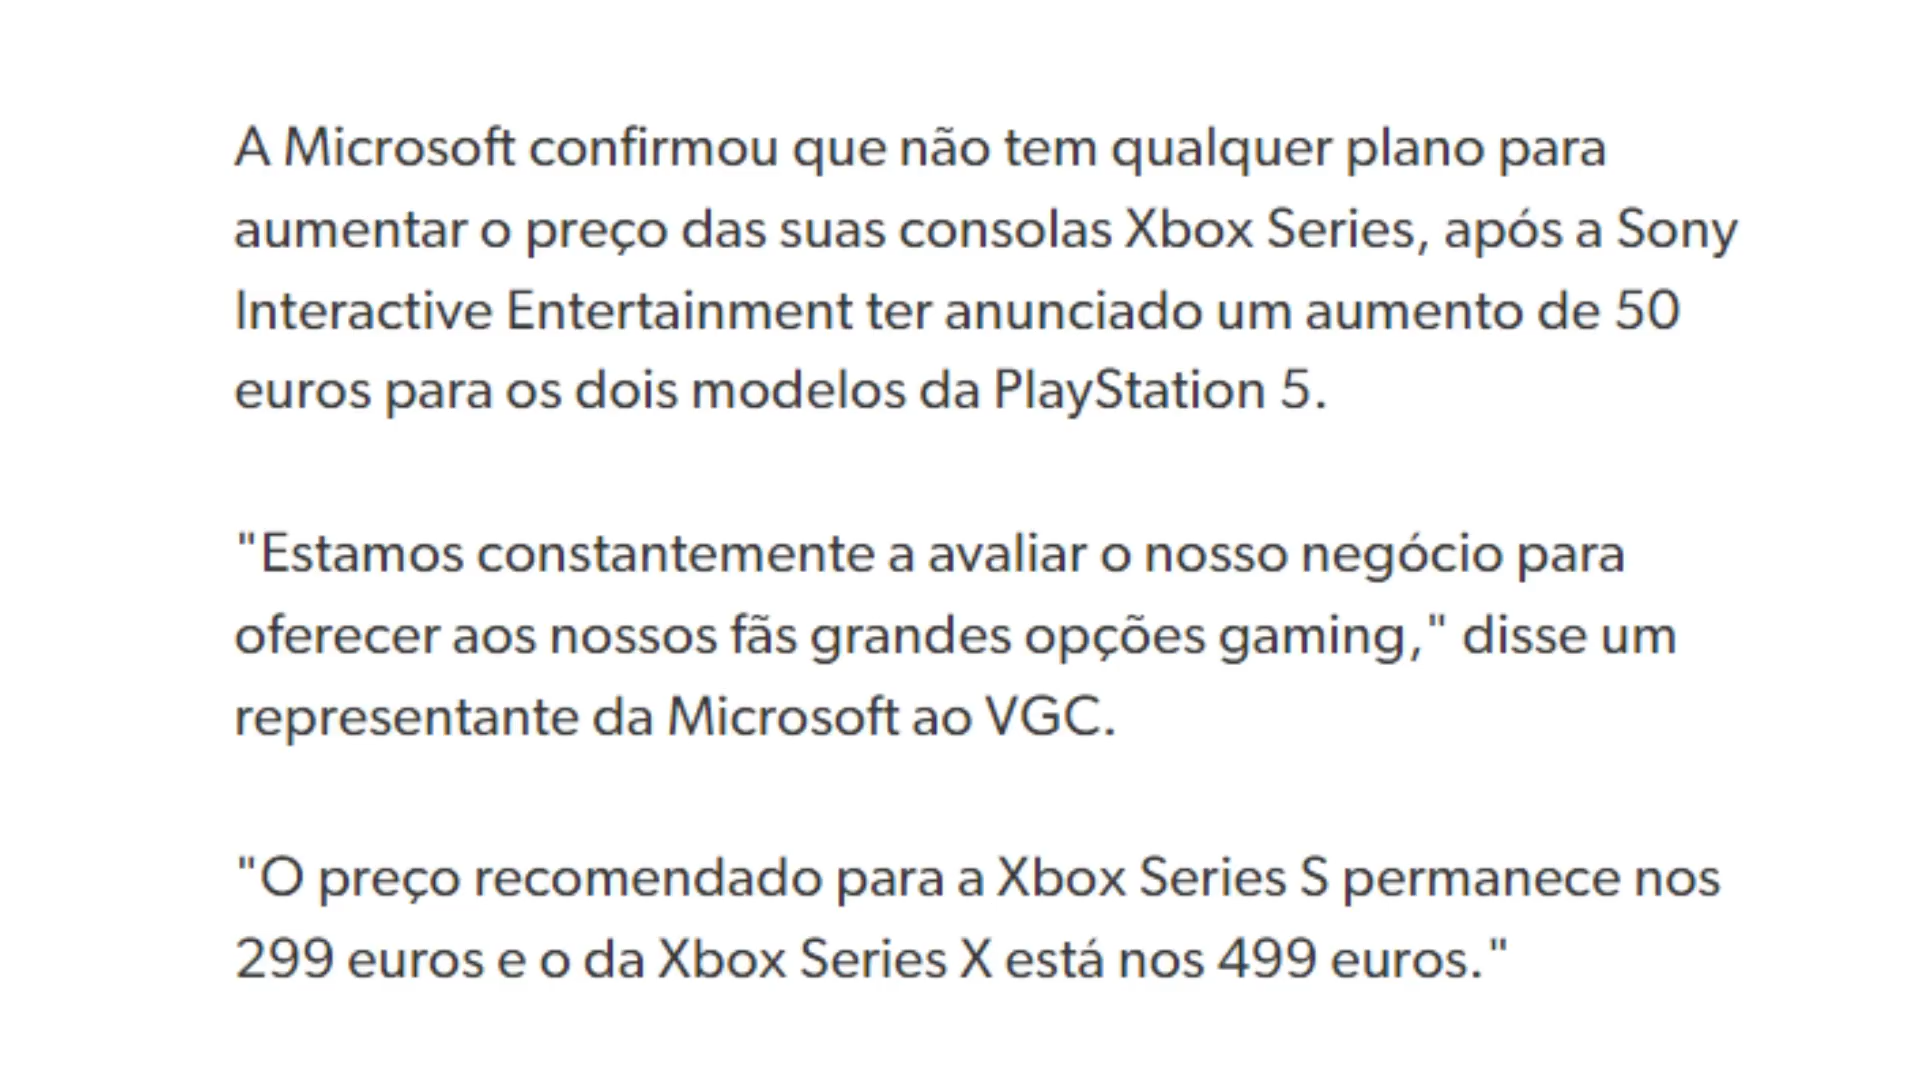 A Microsoft confirmou que não tem qualquer plano para
aumentar o preço das suas consolas Xbox Series, após a Sony
Interactive Entertainment ter anunciado um aumento de 50
euros para os dois modelos da PlayStation 5.
"Estamos constantemente a avaliar o nosso negócio para
oferecer aos nossos fãs grandes opções gaming," disse um
representante da Microsoft ao VGC.
"O preço recomendado para a Xbox Series S permanece nos
299 euros e o da Xbox Series X está nos 499 euros."